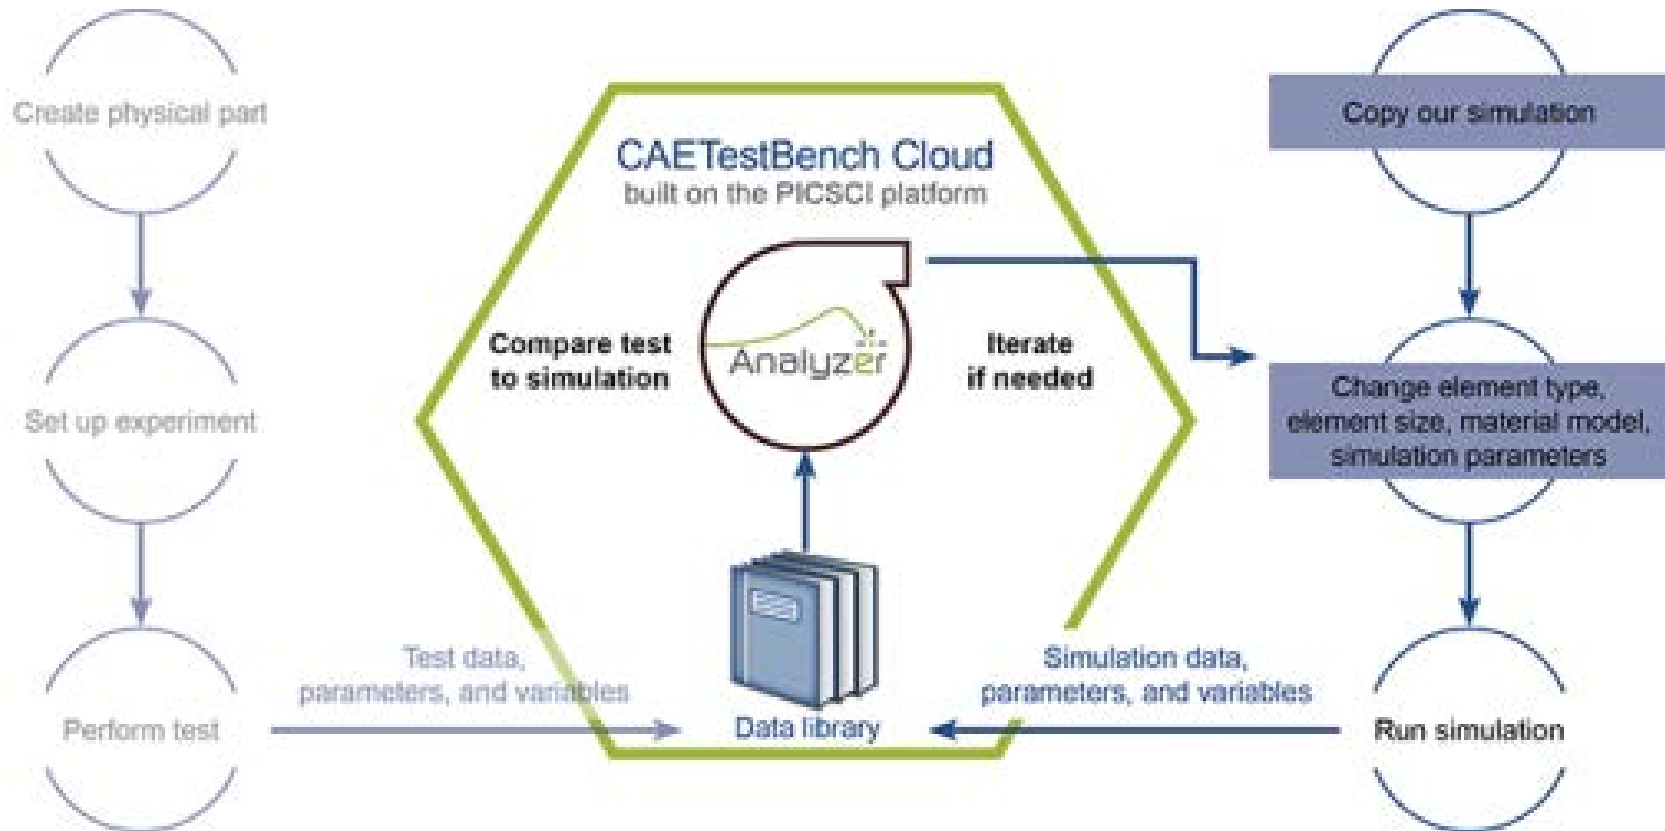 Create physical part
Set up experiment
Perform test
Test data,
parameters, and variables
CAETestBench Cloud
built on the PICSCI platform
Compare test
to simulation
Analyzer
Iterate
if needed
Data library
Simulation data,
parameters, and variables
Copy our simulation
Change element type,
element size, material model,
simulation parameters
Run simulation